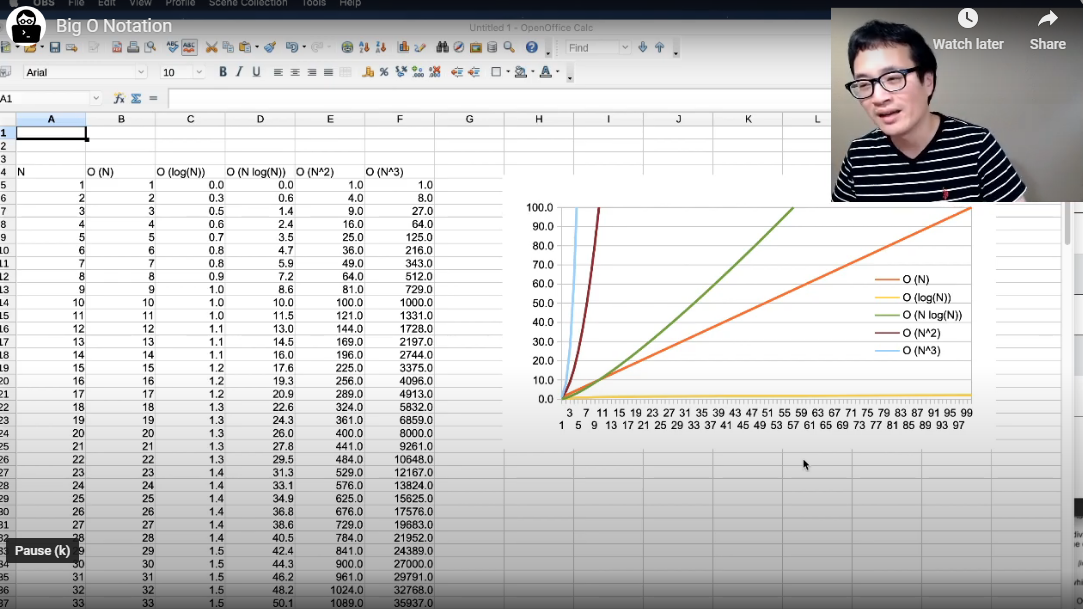 OBS File Edit View Profile Scene Collection Tools Help
Big O Notation
Untitled 1 - OpenOffice Calc
Watch later
Share
Find
Arial 10 B I U
A1
A B C D E F G H I J K L
1
2
3
4 N O (N) O (log(N)) O (N log(N)) O (N^2) O (N^3)
5 1 1 0.0 0.0 1.0 1.0
6 2 2 0.3 0.6 4.0 8.0
7 3 3 0.5 1.4 9.0 27.0
8 4 4 0.6 2.4 16.0 64.0
9 5 5 0.7 3.5 25.0 125.0
10 6 6 0.8 4.7 36.0 216.0
11 7 7 0.8 5.9 49.0 343.0
12 8 8 0.9 7.2 64.0 512.0
13 9 9 1.0 8.6 81.0 729.0
14 10 10 1.0 10.0 100.0 1000.0
15 11 11 1.0 11.5 121.0 1331.0
16 12 12 1.1 13.0 144.0 1728.0
17 13 13 1.1 14.5 169.0 2197.0
18 14 14 1.1 16.0 196.0 2744.0
19 15 15 1.2 17.6 225.0 3375.0
20 16 16 1.2 19.3 256.0 4096.0
21 17 17 1.2 20.9 289.0 4913.0
22 18 18 1.3 22.6 324.0 5832.0
23 19 19 1.3 24.3 361.0 6859.0
24 20 20 1.3 26.0 400.0 8000.0
25 21 21 1.3 27.8 441.0 9261.0
26 22 22 1.3 29.5 484.0 10648.0
27 23 23 1.4 31.3 529.0 12167.0
28 24 24 1.4 33.1 576.0 13824.0
29 25 25 1.4 34.9 625.0 15625.0
30 26 26 1.4 36.8 676.0 17576.0
31 27 27 1.4 38.6 729.0 19683.0
32 28 28 1.4 40.5 784.0 21952.0
Pause (k)
29 29 1.5 42.4 841.0 24389.0
30 30 1.5 44.3 900.0 27000.0
35 31 31 1.5 46.2 961.0 29791.0
36 32 32 1.5 48.2 1024.0 32768.0
37 33 33 1.5 50.1 1089.0 35937.0
100.0
90.0
80.0
70.0
60.0
50.0
40.0
30.0
20.0
10.0
0.0
O (N)
O (log(N))
O (N log(N))
O (N^2)
O (N^3)
3 7 11 15 19 23 27 31 35 39 43 47 51 55 59 63 67 71 75 79 83 87 91 95 99
1 5 9 13 17 21 25 29 33 37 41 45 49 53 57 61 65 69 73 77 81 85 89 93 97